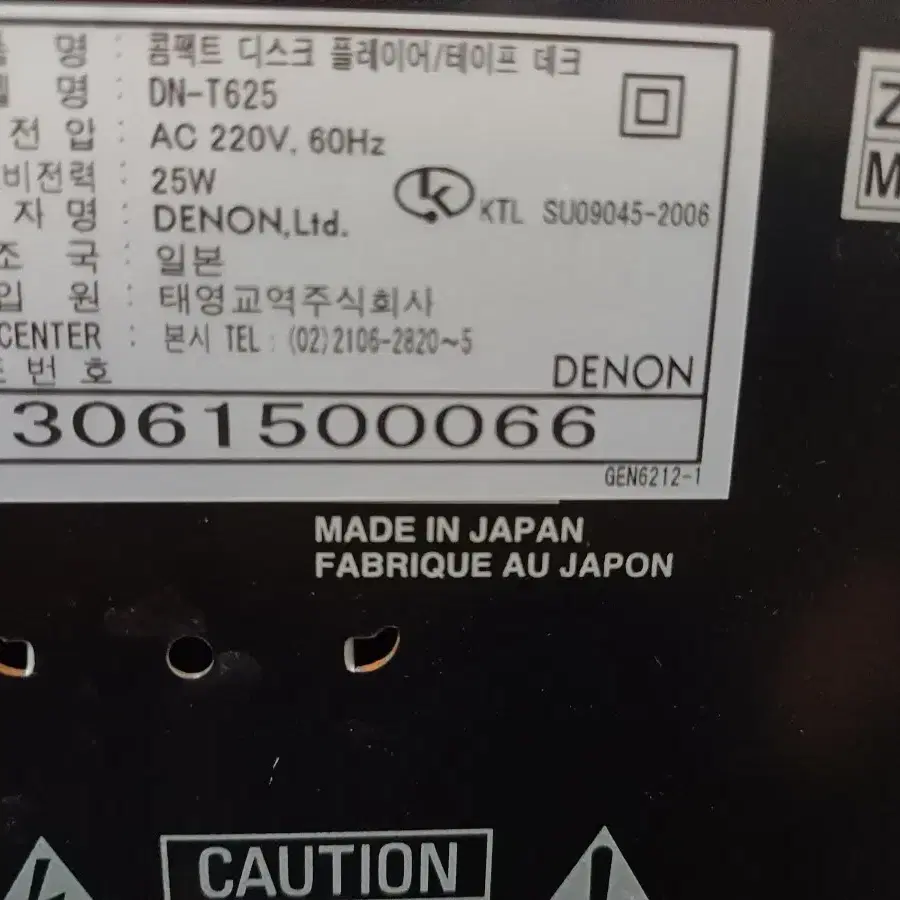 품 명 : 콤팩트 디스크 플레이어/테이프 데크
델 명 : DN-T625
전 압 : AC 220V, 60Hz
비전력 : 25W
자 명 : DENON,Ltd.
조 국 : 일본
입 원 : 태영교역주식회사
CENTER : 본사 TEL : (02)2106-2820~5
번 호
KTL SU09045-2006
DENON
3061500066
GEN6212-1
MADE IN JAPAN
FABRIQUE AU JAPON
Z
M
CAUTION